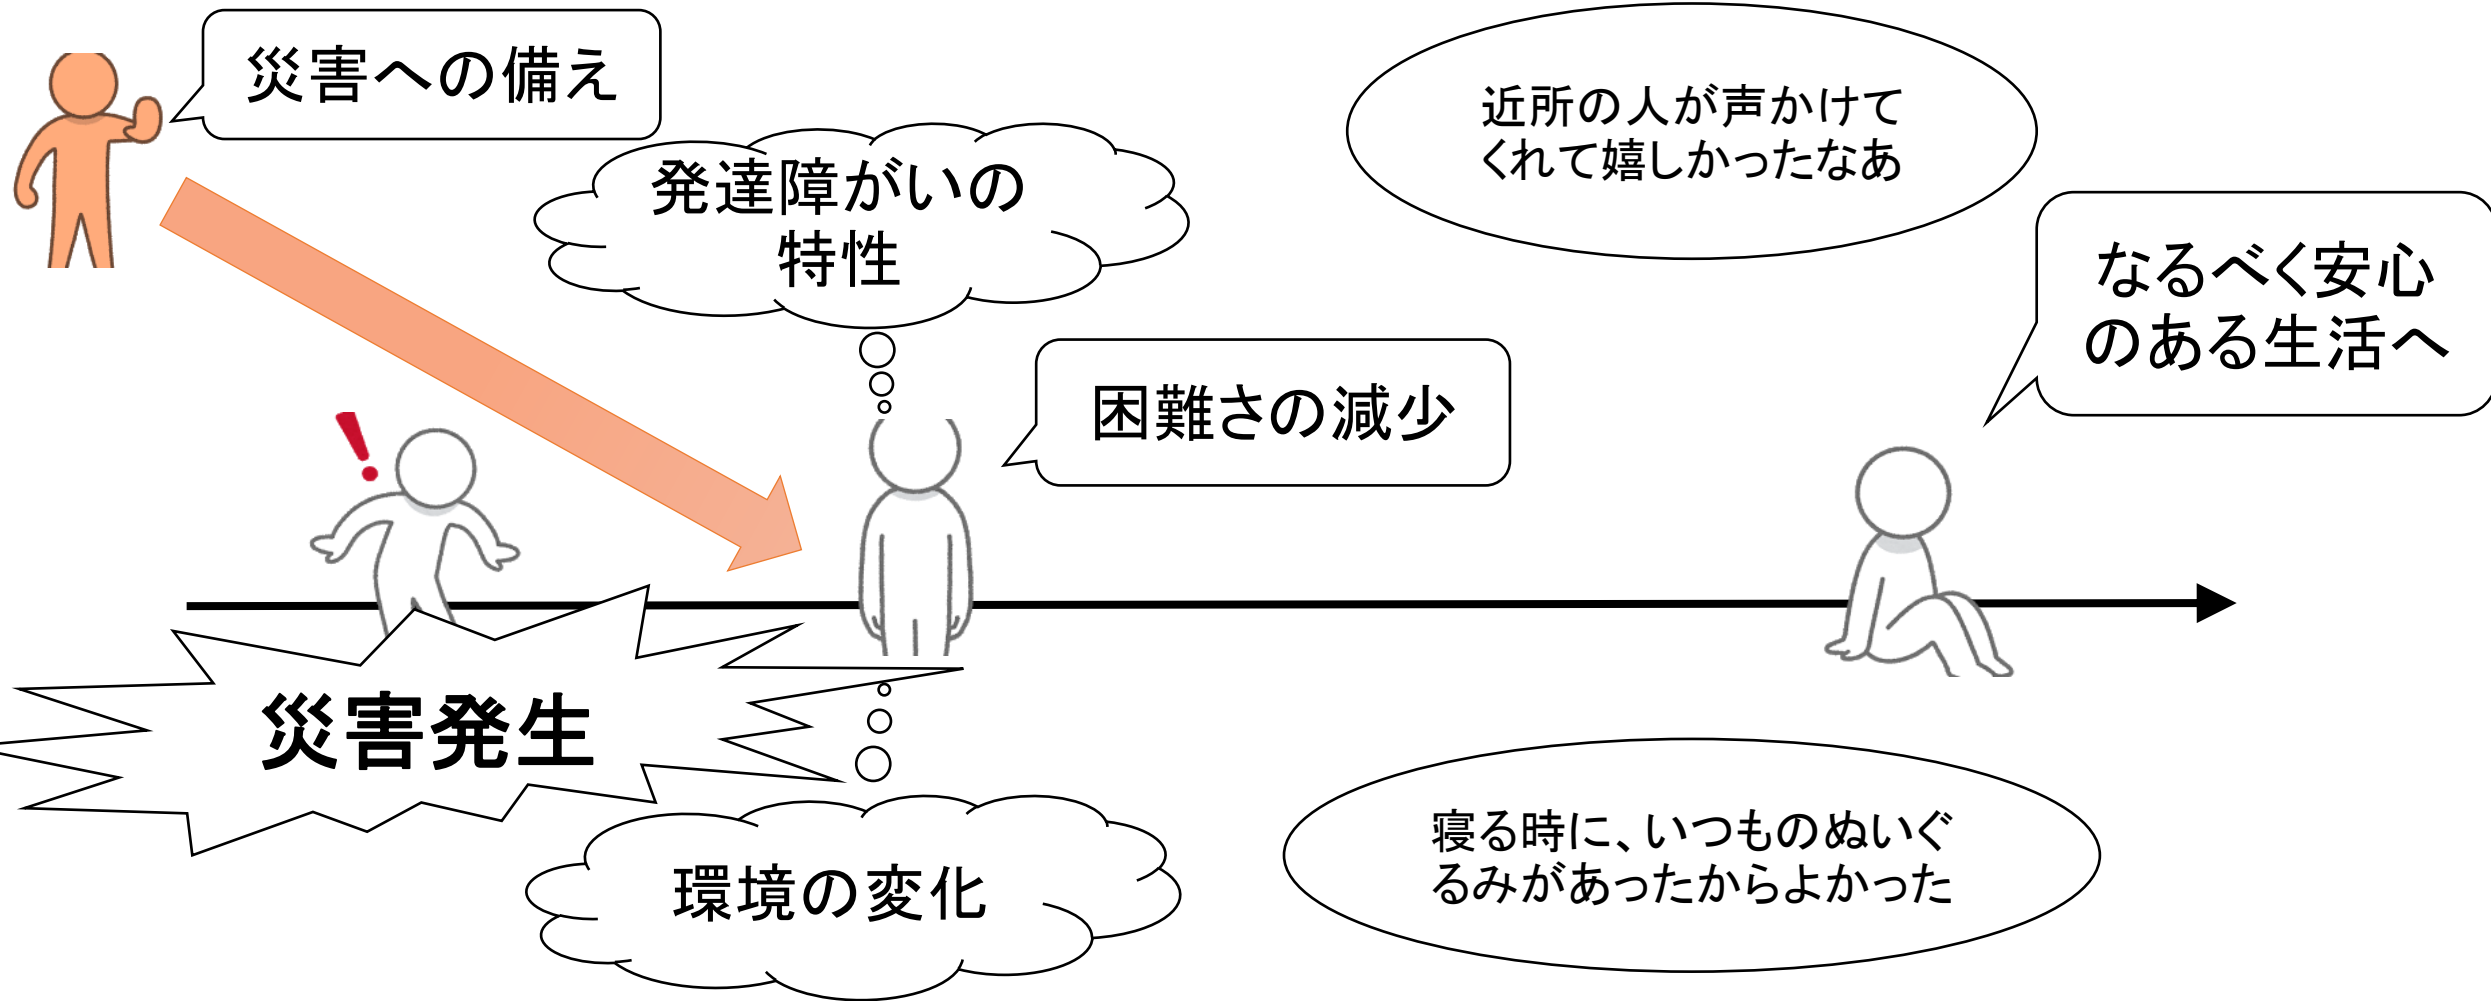 災害への備え
発達障がいの
特性
近所の人が声かけて
くれて嬉しかったなあ
なるべく安心
のある生活へ
困難さの減少
災害発生
環境の変化
寝る時に、いつものぬいぐ
るみがあったからよかった